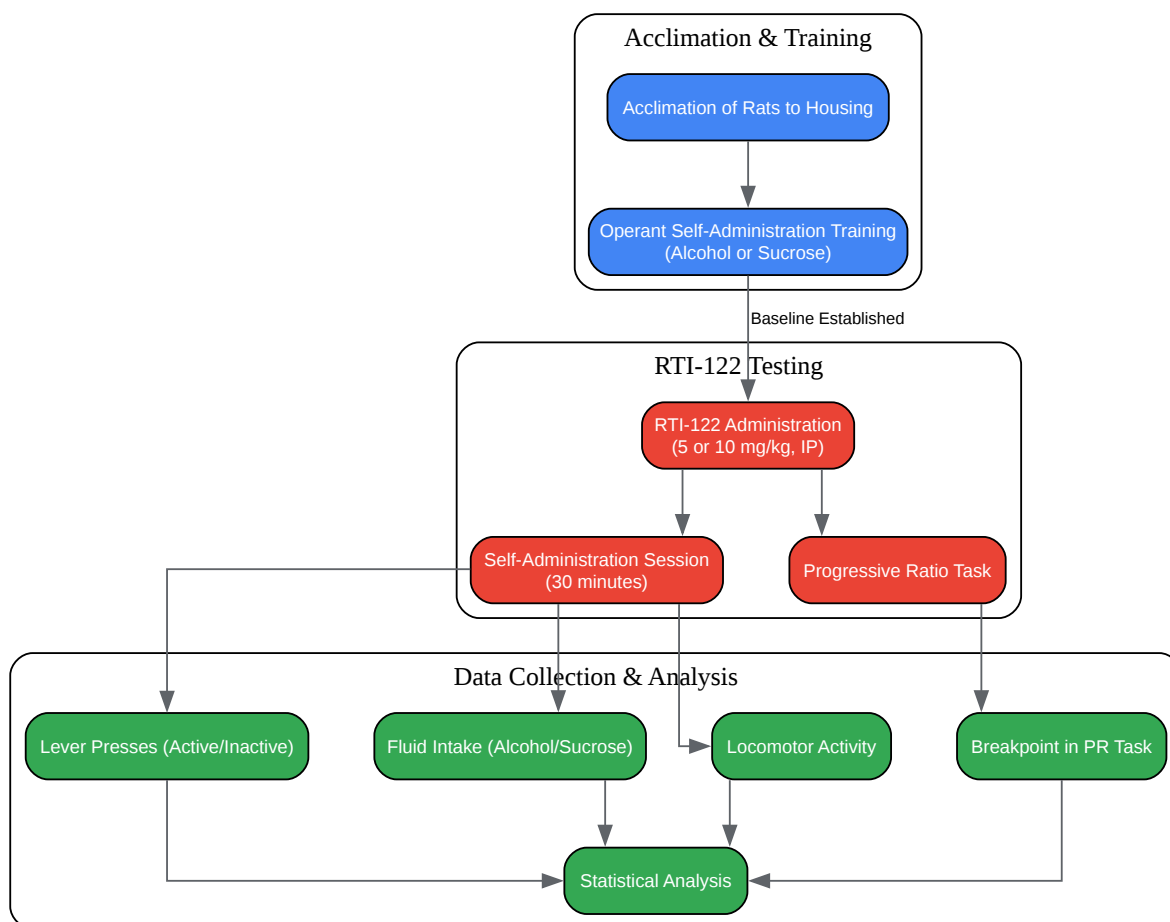 Acclimation & Training
Acclimation of Rats to Housing
Operant Self-Administration Training
(Alcohol or Sucrose)
Baseline Established
RTI-122 Testing
RTI-122 Administration
(5 or 10 mg/kg, IP)
Self-Administration Session
(30 minutes)
Progressive Ratio Task
Data Collection & Analysis
Lever Presses (Active/Inactive)
Fluid Intake (Alcohol/Sucrose)
Locomotor Activity
Breakpoint in PR Task
Statistical Analysis